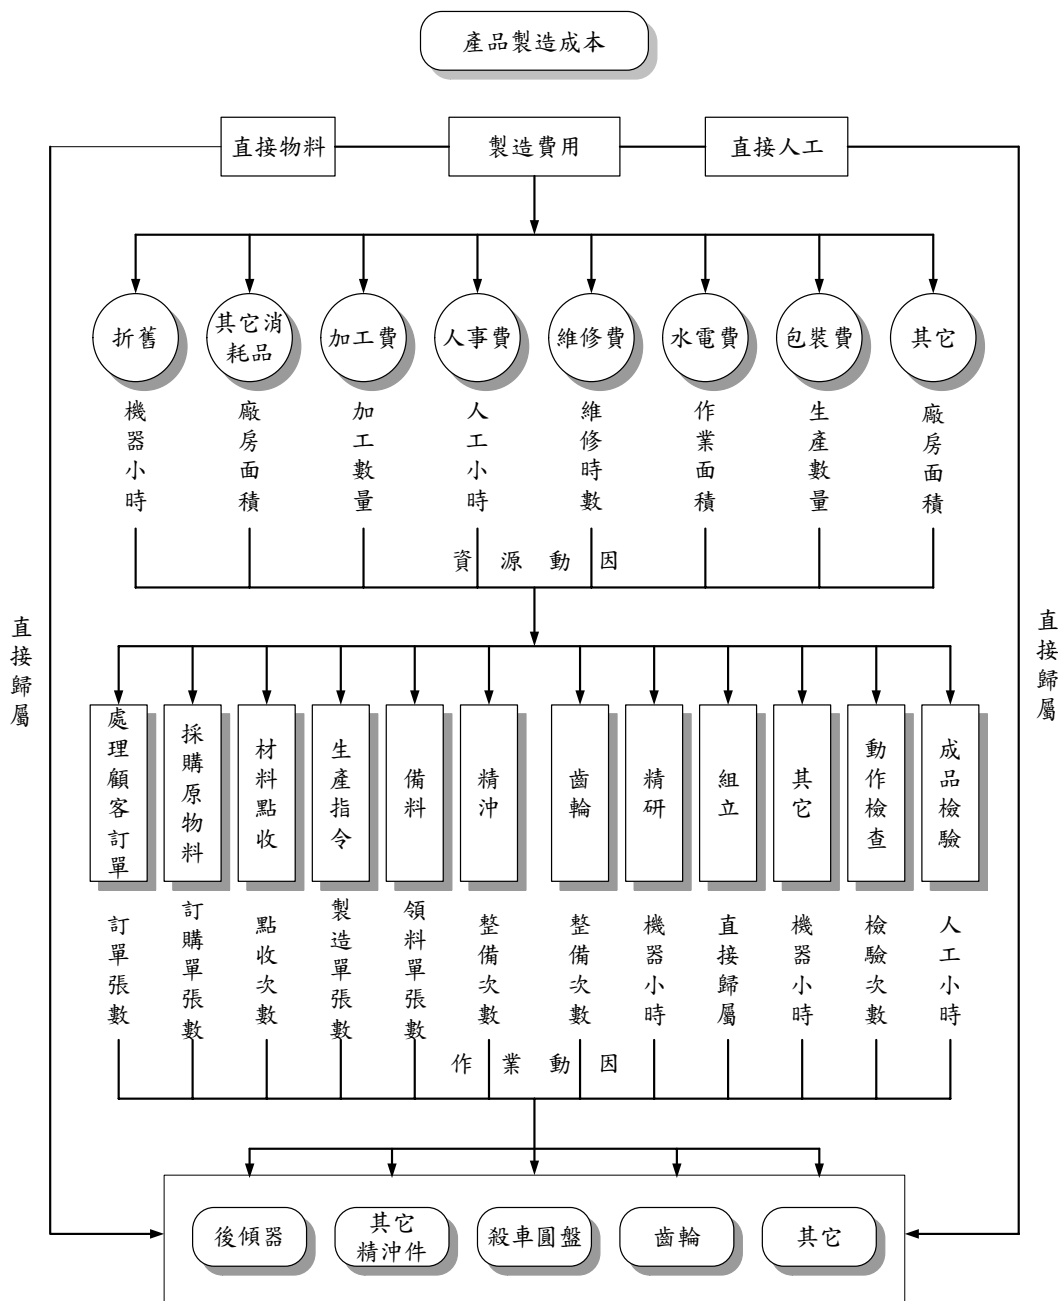 產品製造成本
直接物料
製造費用
直接人工
折舊
其它消
耗品
加工費
人事費
維修費
水電費
包裝費
其它
機器小時
廠房面積
加工數量
人工小時
維修時數
作業面積
生產數量
廠房面積
資源動因
直接歸屬
直接歸屬
處理顧客訂單
採購原物料
材料點收
生產指令
備料
精沖
齒輪
精研
組立
其它
動作檢查
成品檢驗
訂單張數
訂購單張數
點收次數
製造單張數
領料單張數
整備次數
整備次數
機器小時
直接歸屬
機器小時
檢驗次數
人工小時
作業動因
後傾器
其它
精沖件
殺車圓盤
齒輪
其它